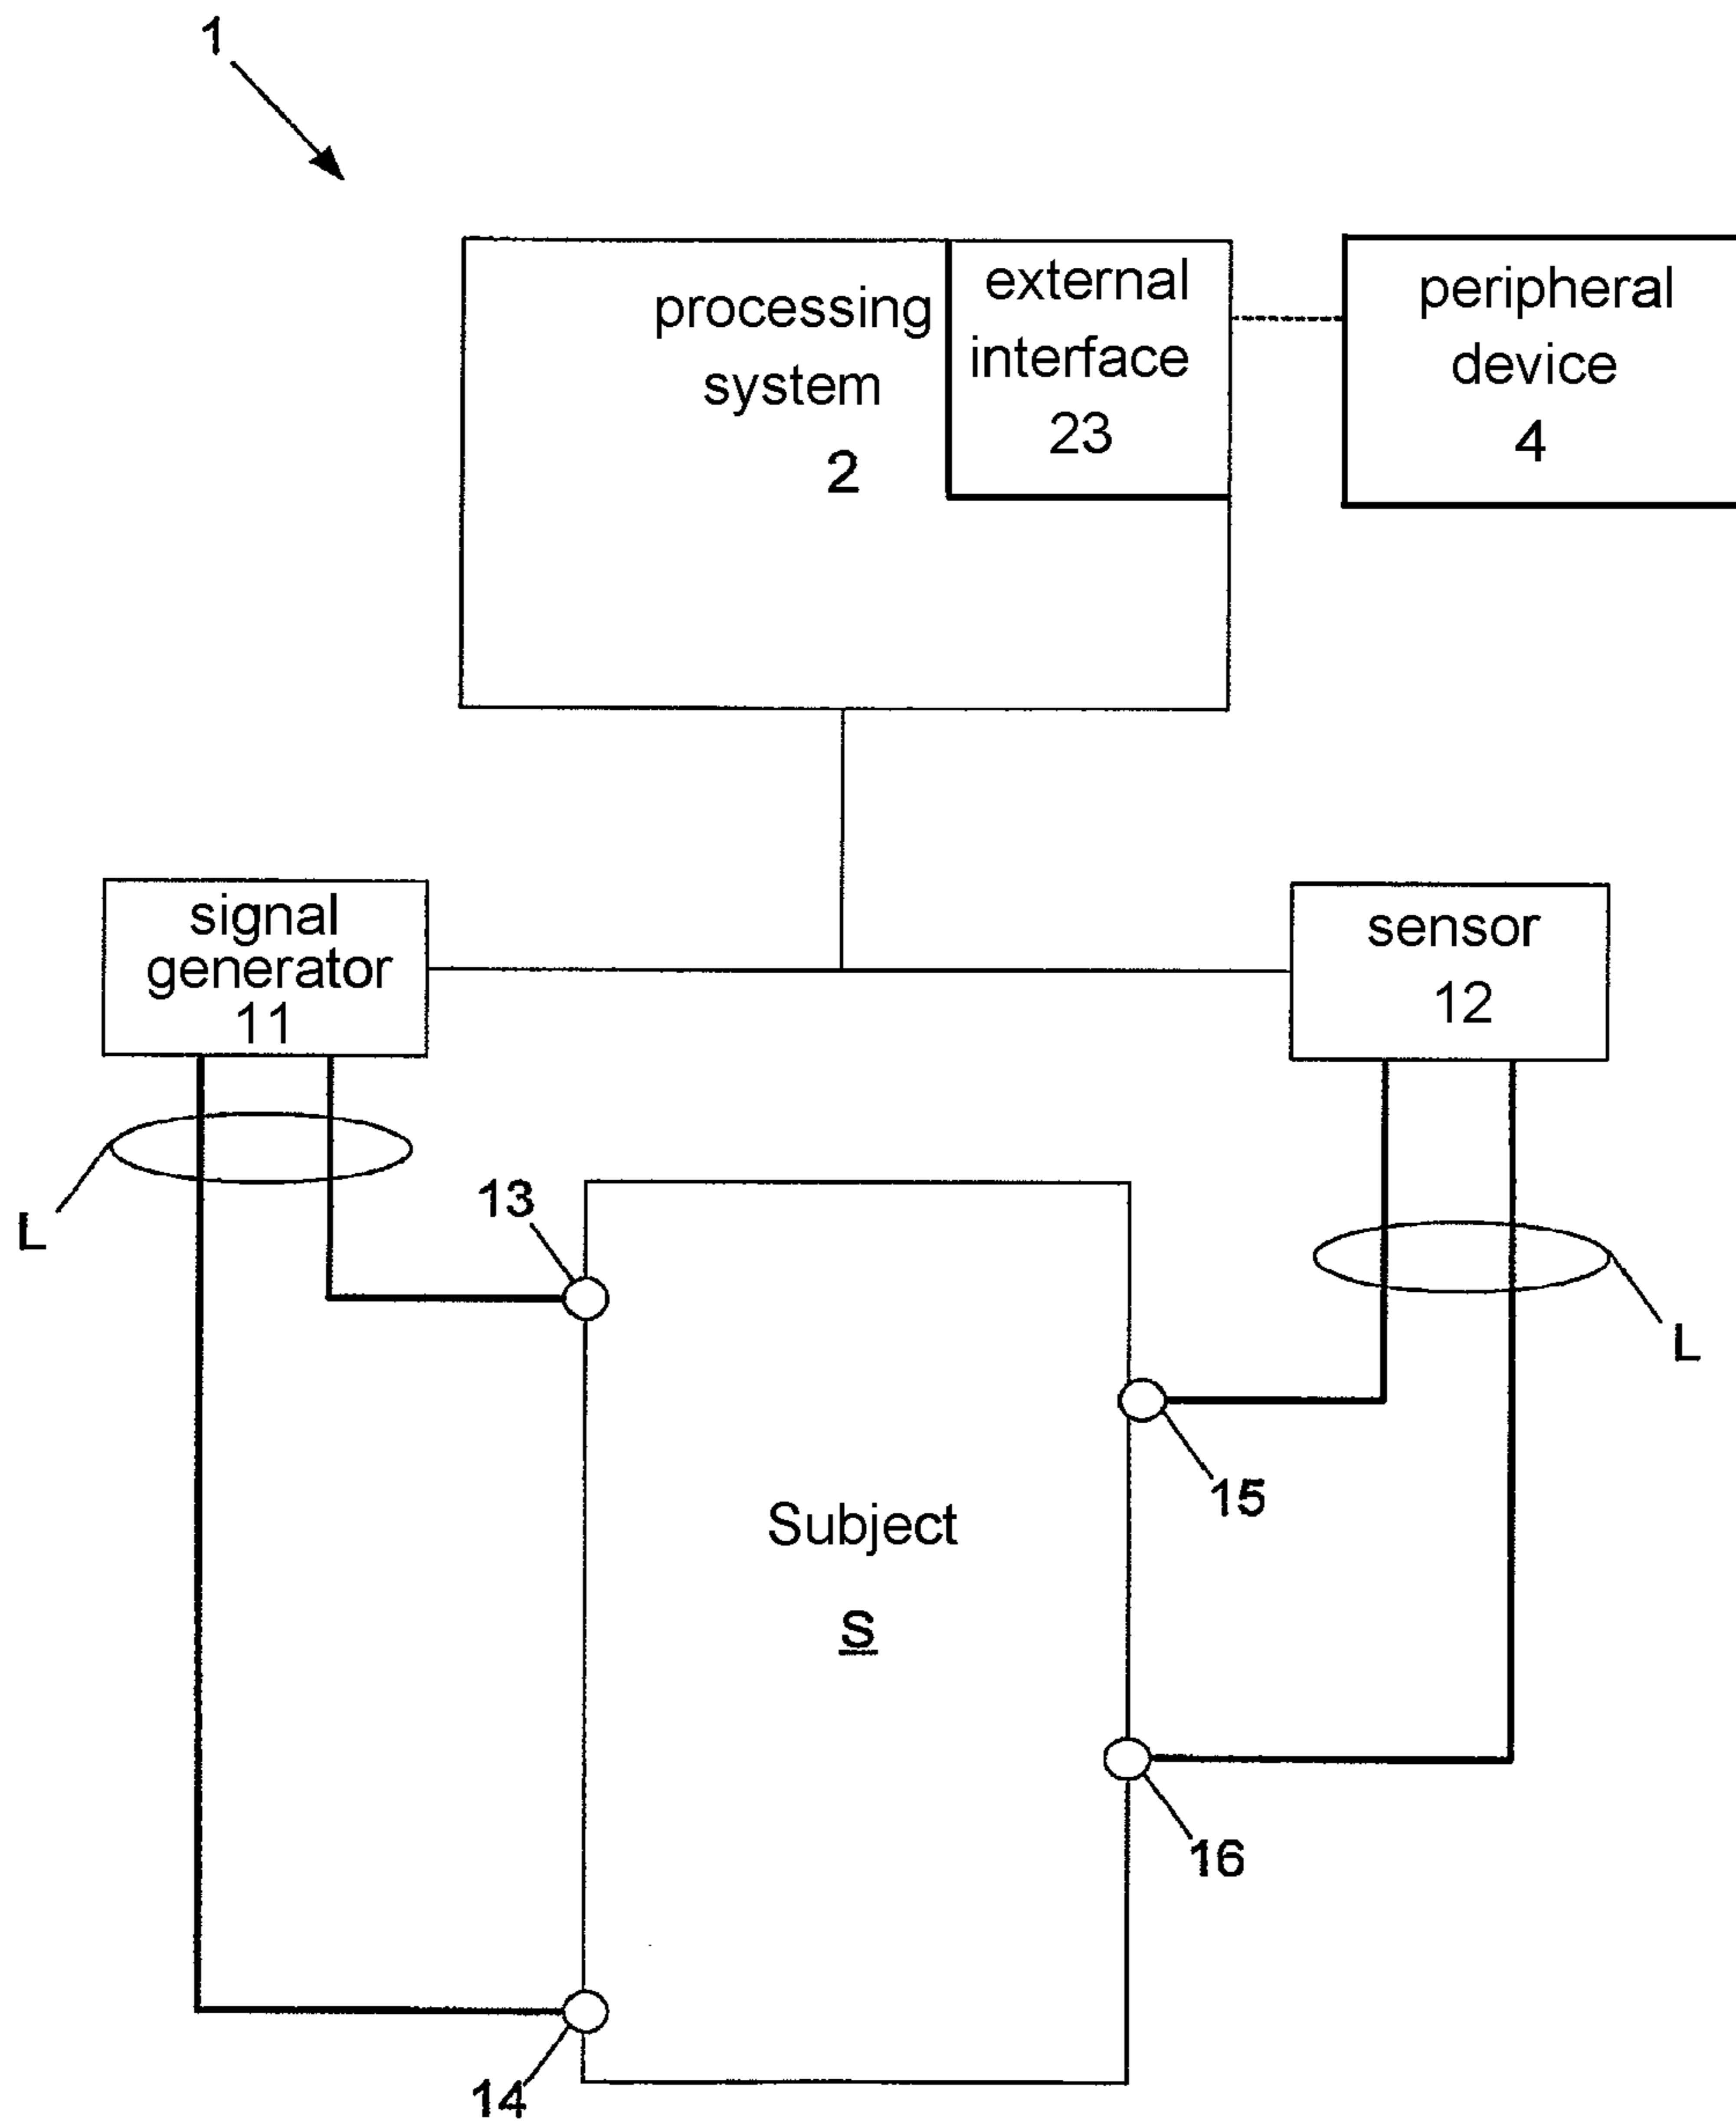 1
processing
system
2
external
interface
23
peripheral
device
4
signal
generator
11
sensor
12
L
13
L
15
Subject
S
16
14